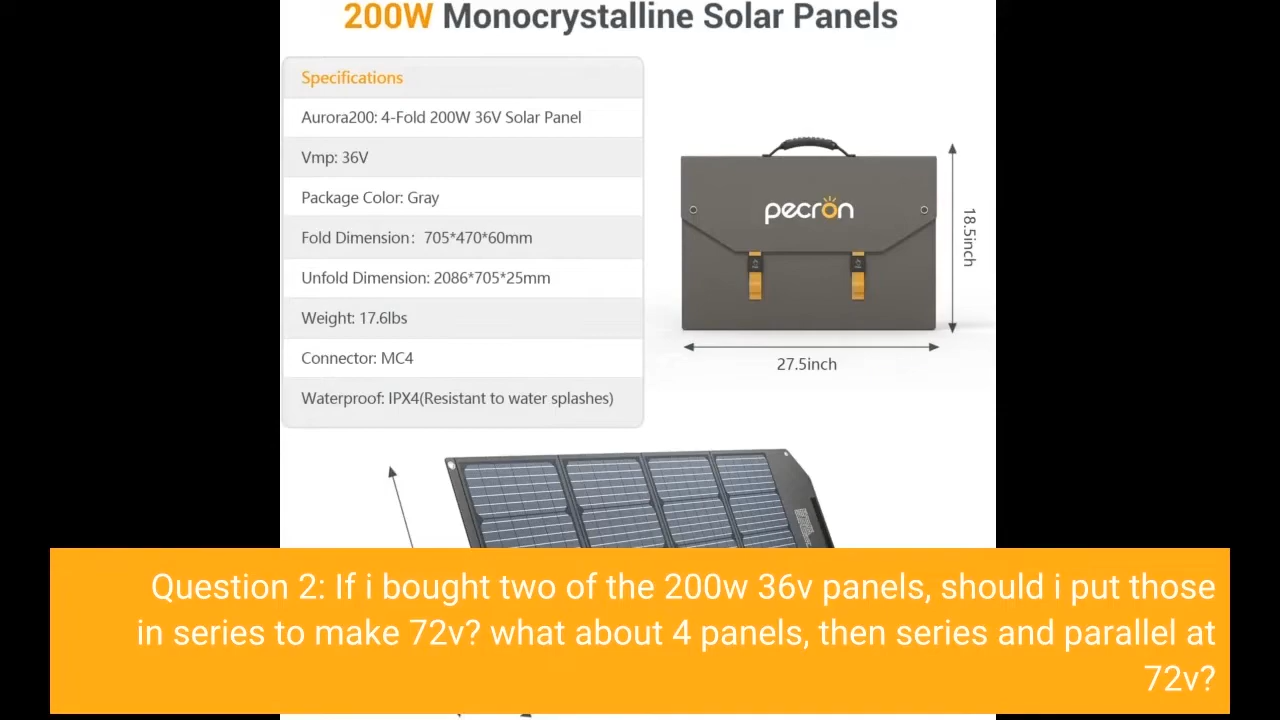 200W Monocrystalline Solar Panels
Specifications
Aurora200: 4-Fold 200W 36V Solar Panel
Vmp: 36V
Package Color: Gray
Fold Dimension: 705*470*60mm
Unfold Dimension: 2086*705*25mm
Weight: 17.6lbs
Connector: MC4
Waterproof: IPX4(Resistant to water splashes)
pecron
18.5inch
27.5inch
Question 2: If i bought two of the 200w 36v panels, should i put those
in series to make 72v? what about 4 panels, then series and parallel at
72v?